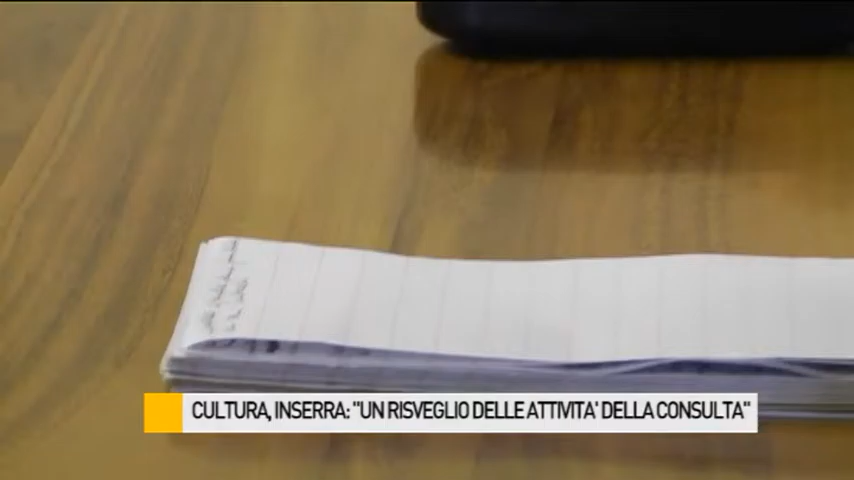 CULTURA, INSERRA: "UN RISVEGLIO DELLE ATTIVITA' DELLA CONSULTA"